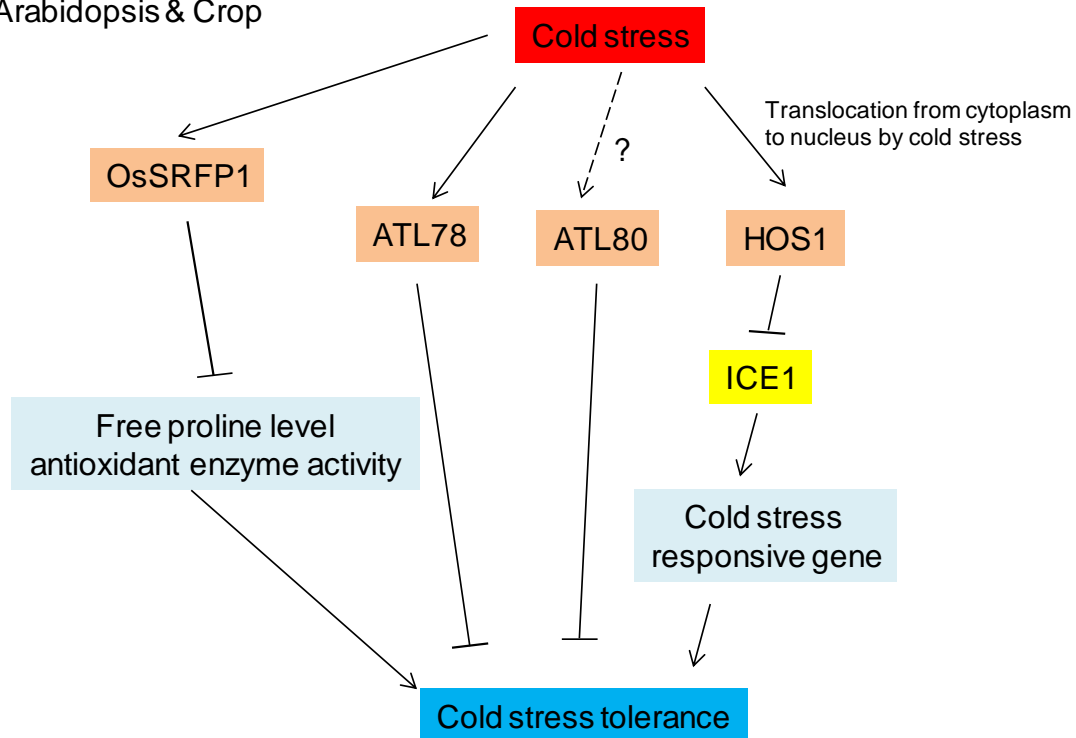 Arabidopsis & Crop
Cold stress
Translocation from cytoplasm
to nucleus by cold stress
?
OsSRFP1
ATL78
ATL80
HOS1
ICE1
Free proline level
antioxidant enzyme activity
Cold stress
responsive gene
Cold stress tolerance